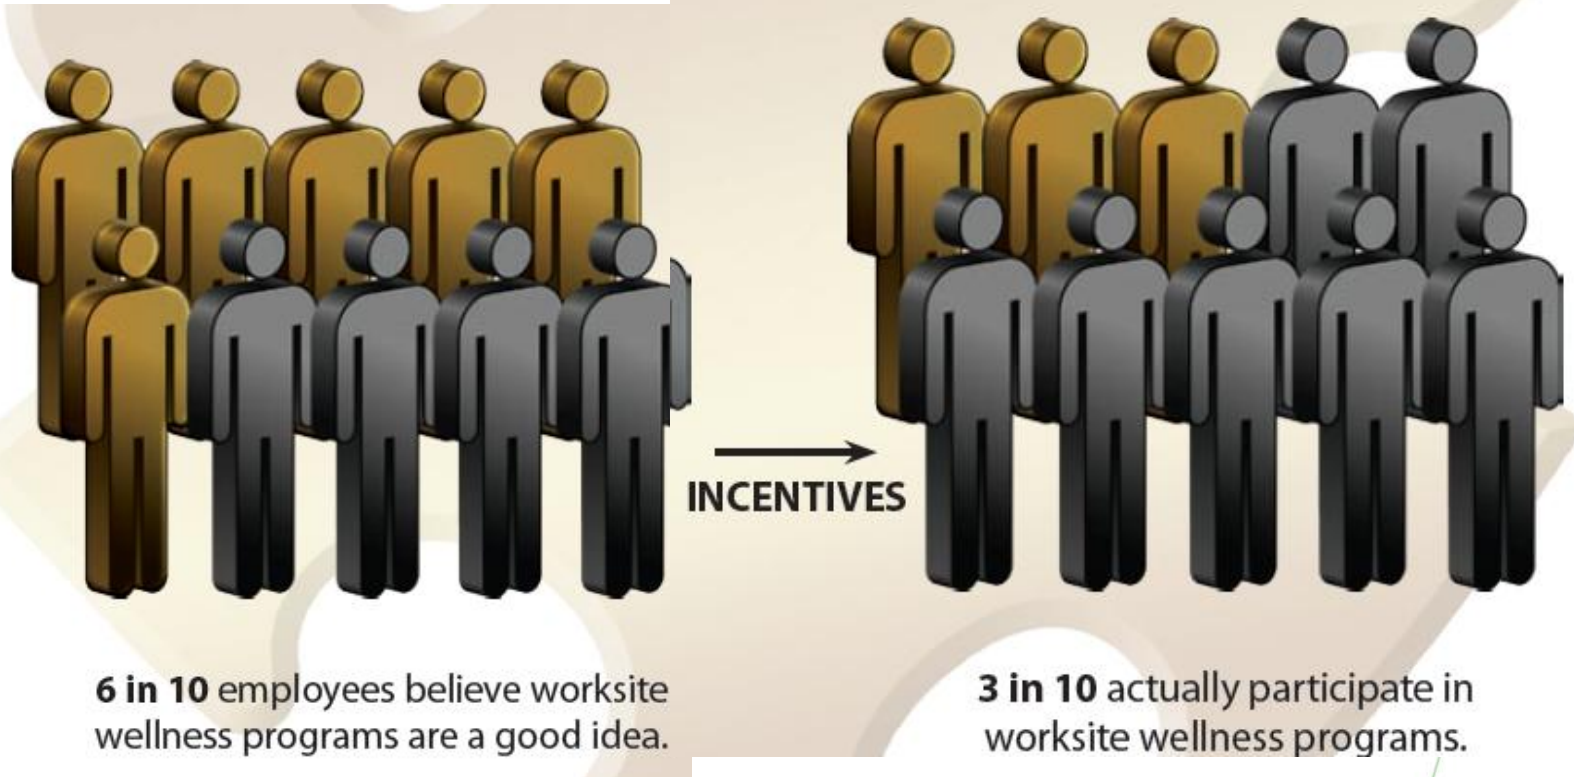 INCENTIVES
6 in 10 employees believe worksite
wellness programs are a good idea.
3 in 10 actually participate in
worksite wellness programs.